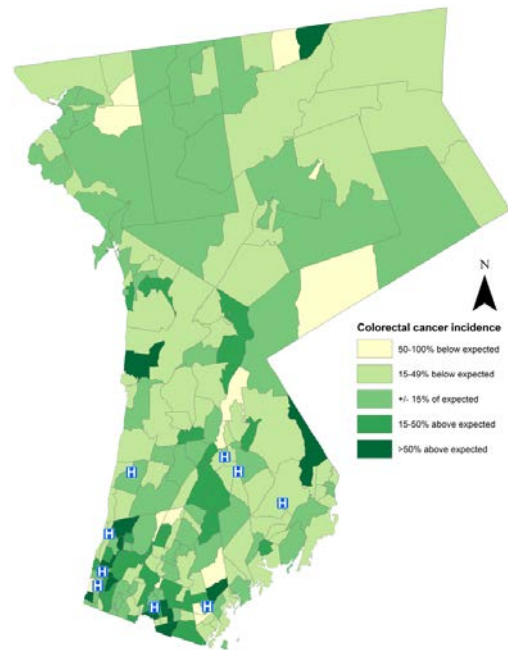 N
Colorectal cancer incidence
50-100% below expected
15-49% below expected
+/- 15% of expected
15-50% above expected
>50% above expected
H
H
H
H
H
H
H
H
H